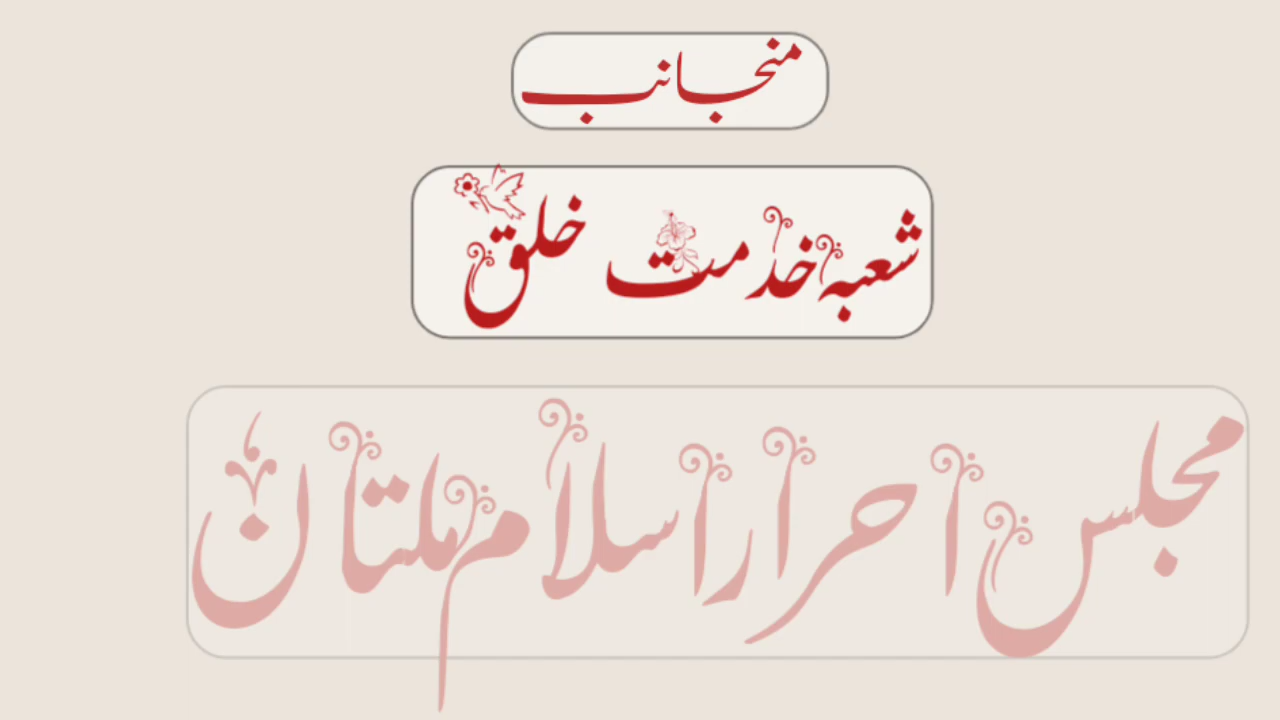 منجانب
شعبہ خدمت خلق
مجلس احرار اسلام ملتان